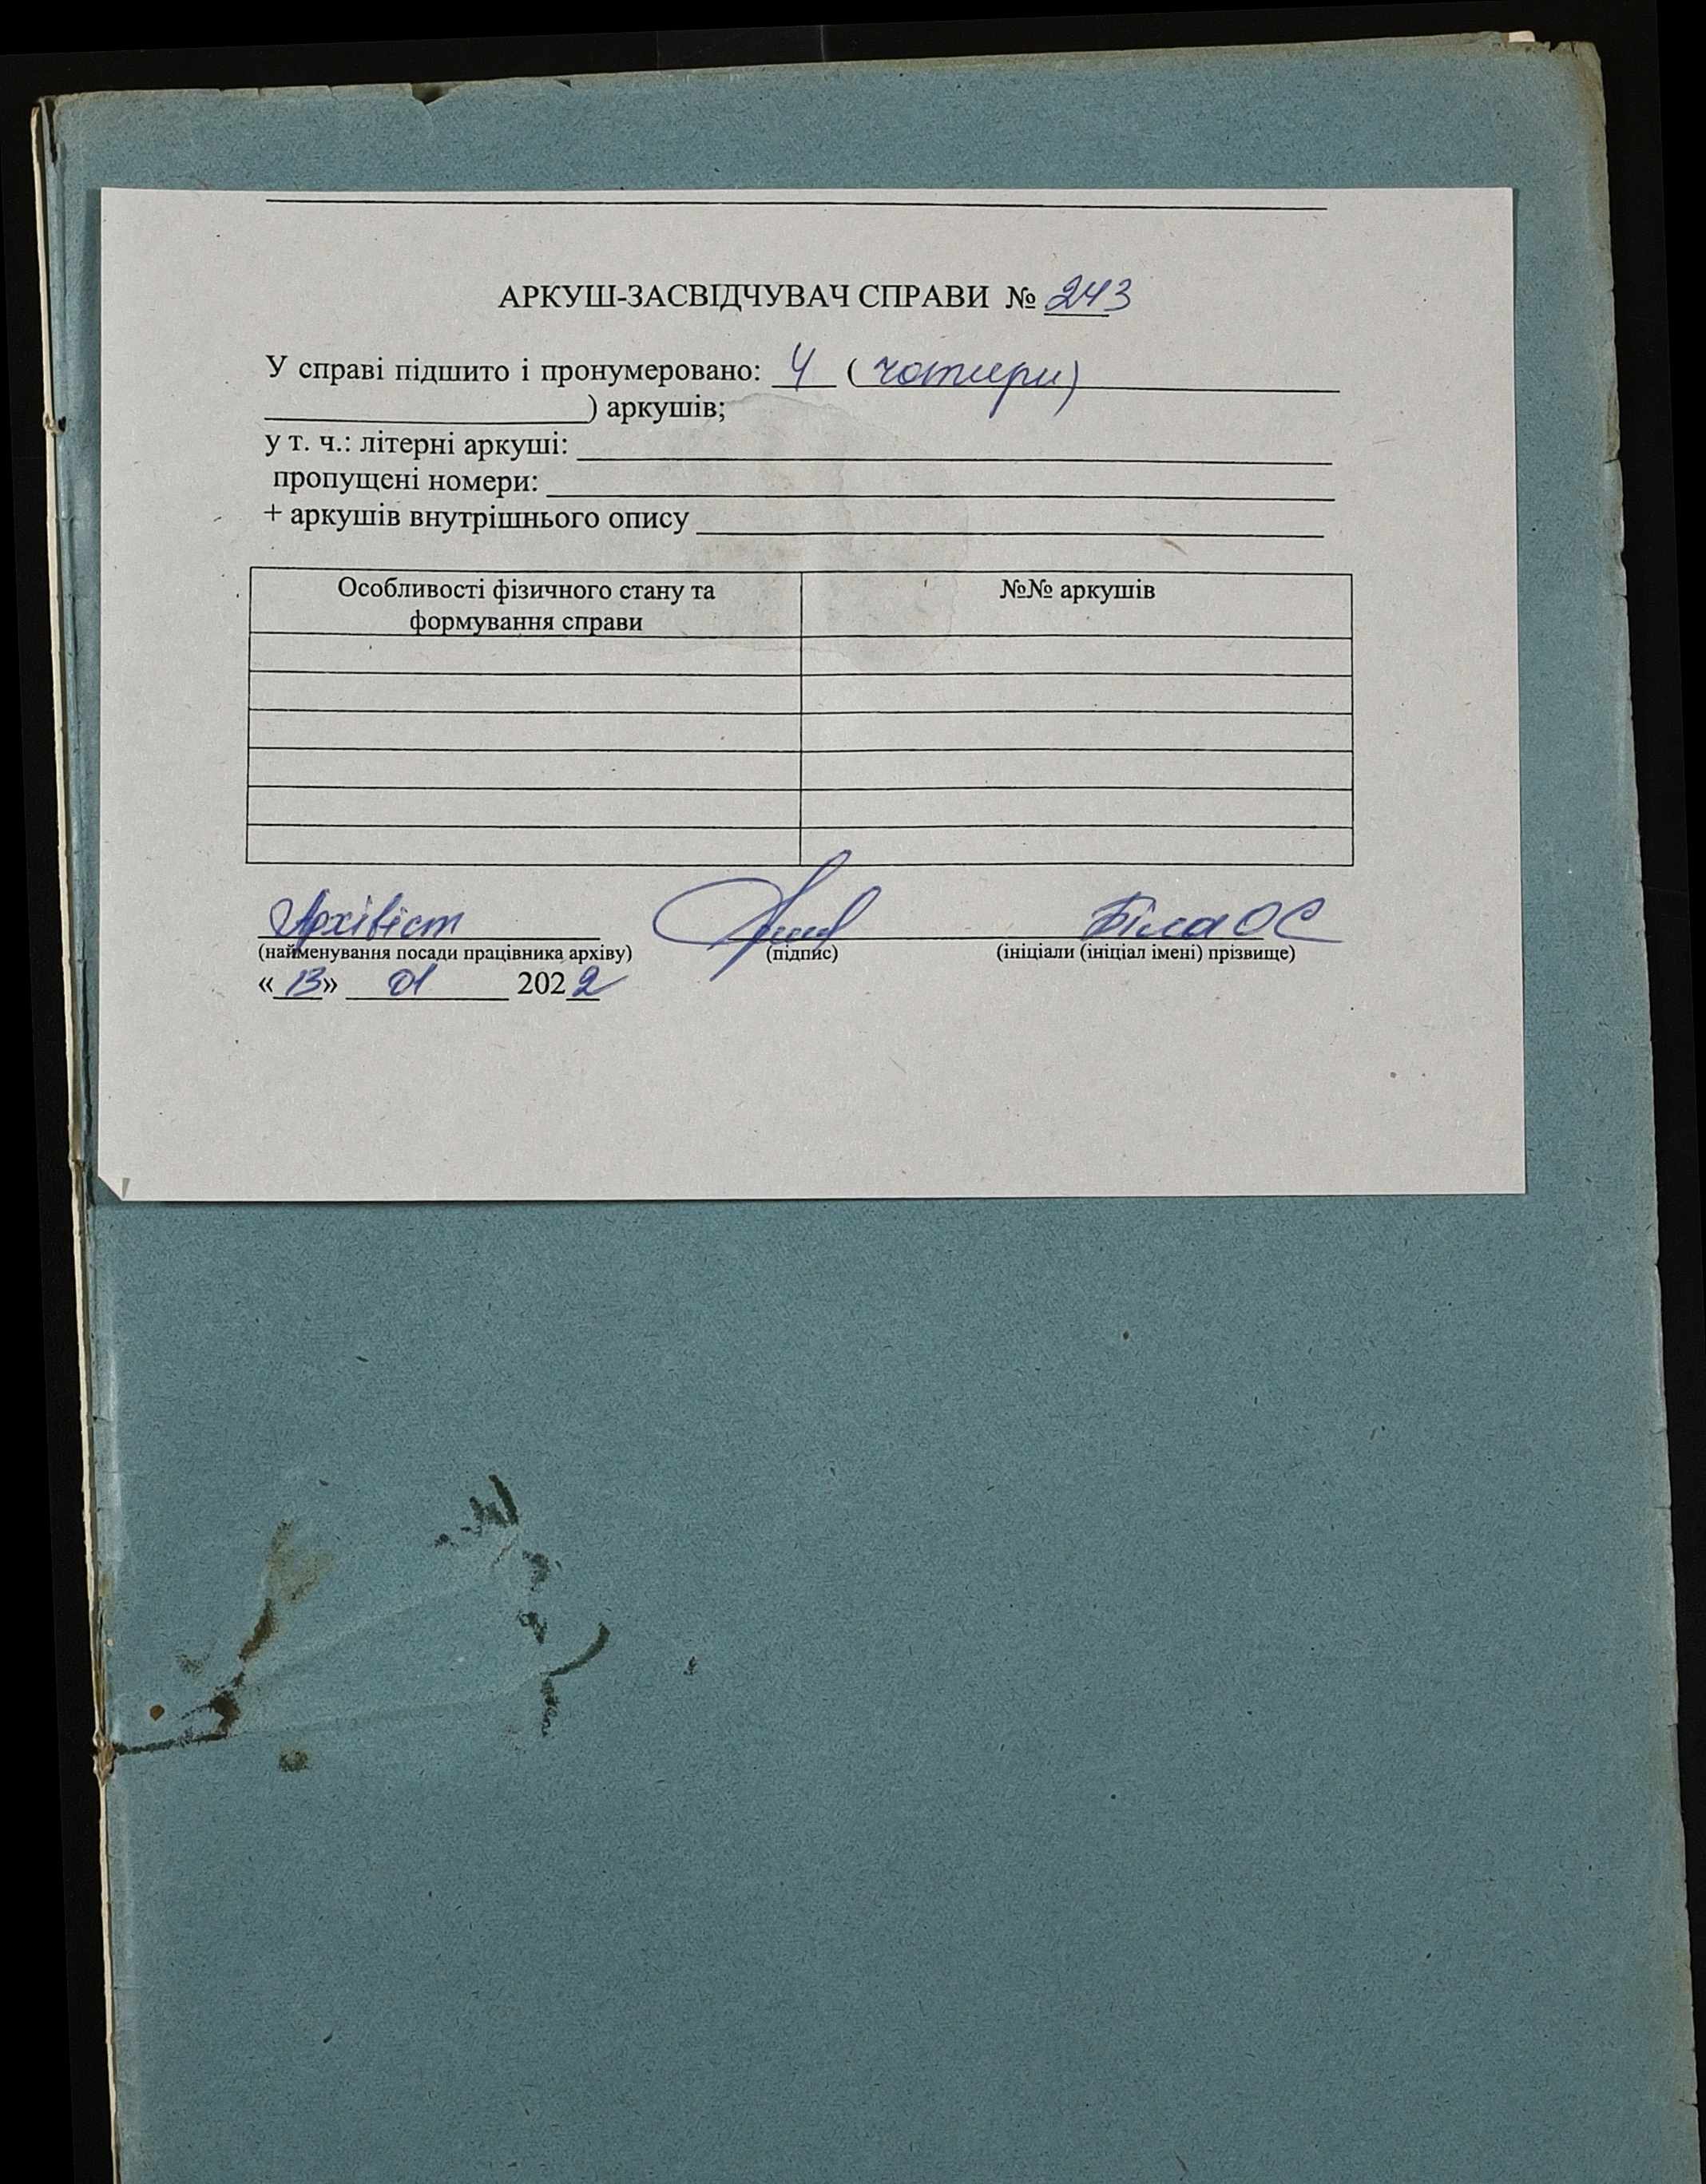 АРКУШ-ЗАСВІДЧУВАЧ СПРАВИ № 243
У справі підшито і пронумеровано: 4 (чотири)
) аркушів;
у т. ч.: літерні аркуші:
пропущені номери:
+ аркушів внутрішнього опису
Особливості фізичного стану та №№ аркушів
формування справи
Архівіст Біла ОС
(найменування посади працівника архіву) (підпис) (ініціали (ініціал імені) прізвище)
«13» 01 2022